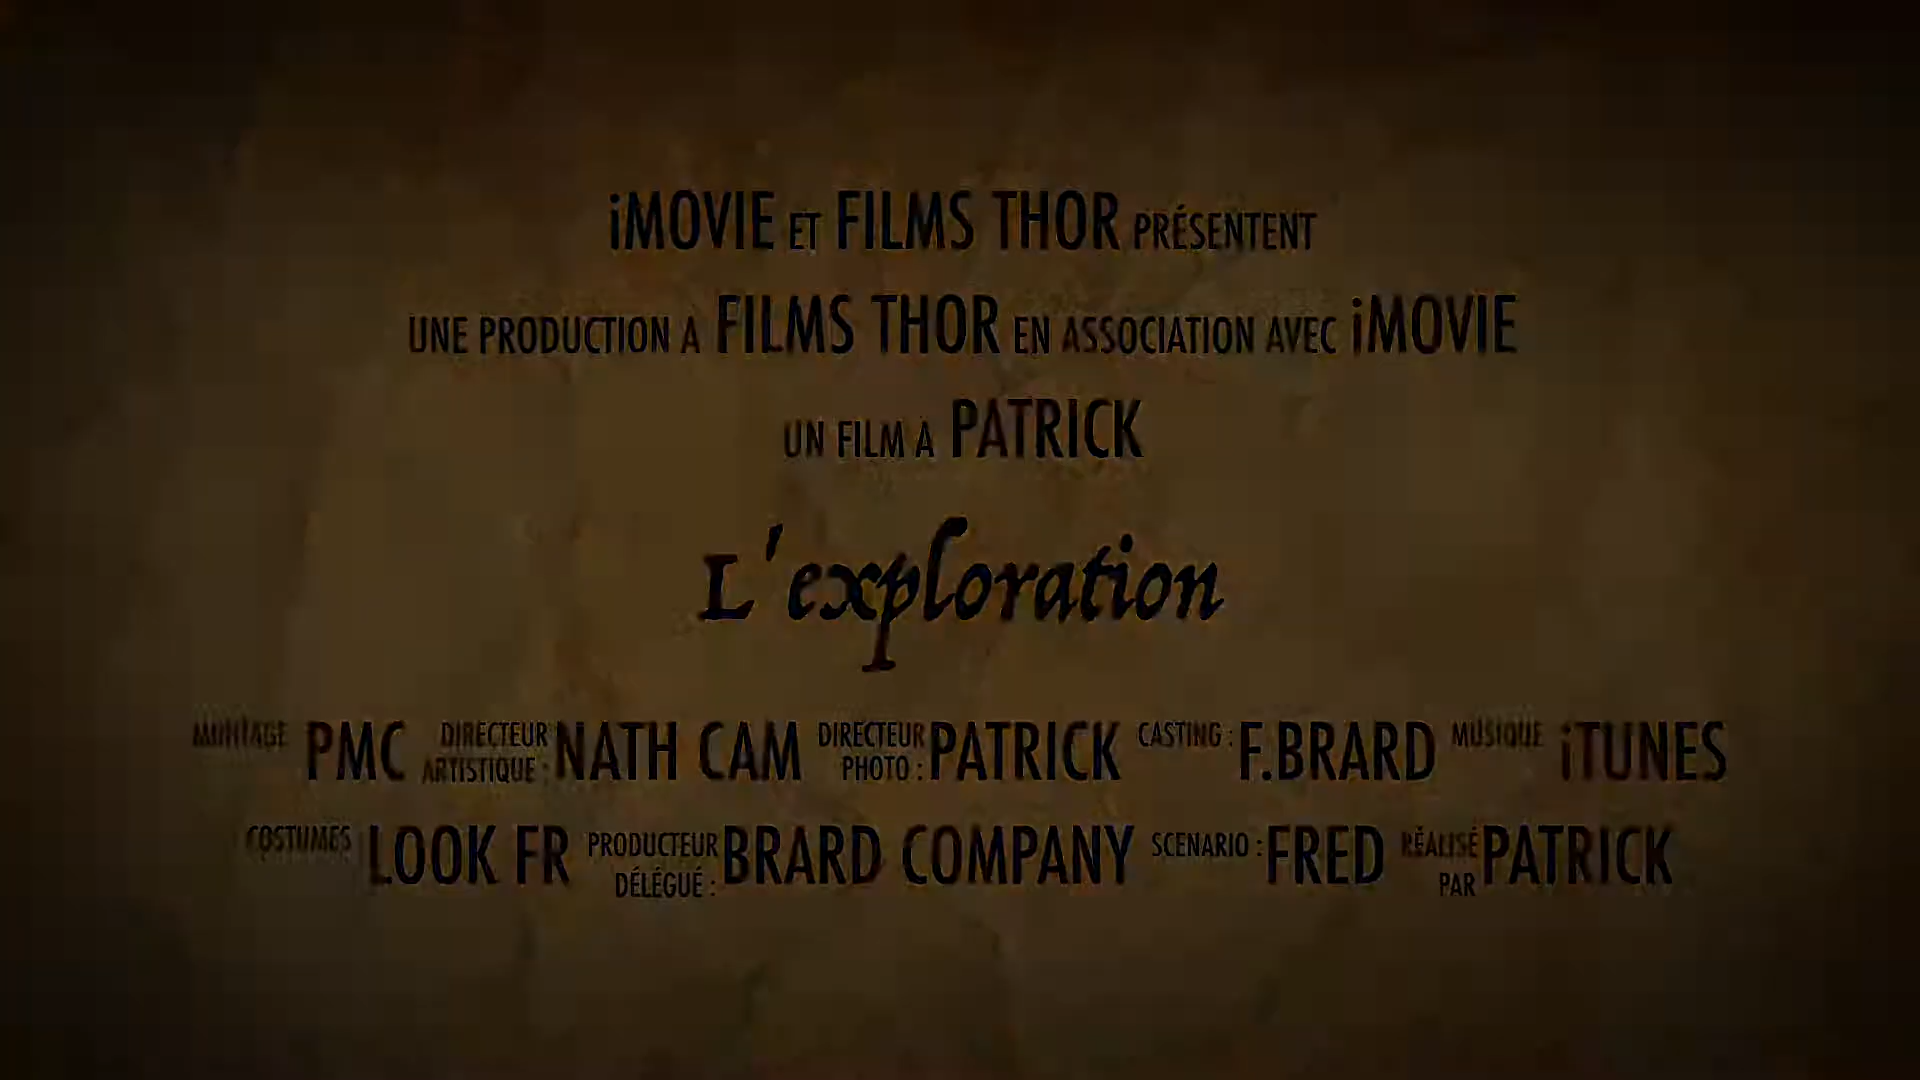 iMOVIE ET FILMS THOR PRÉSENTENT
UNE PRODUCTION A FILMS THOR EN ASSOCIATION AVEC iMOVIE
UN FILM A PATRICK
L'exploration
MONTAGE PMC DIRECTEUR ARTISTIQUE : NATH CAM DIRECTEUR PHOTO : PATRICK CASTING : F.BRARD MUSIQUE iTUNES
COSTUMES LOOK FR PRODUCTEUR DÉLÉGUÉ : BRARD COMPANY SCENARIO : FRED RÉALISÉ PAR PATRICK